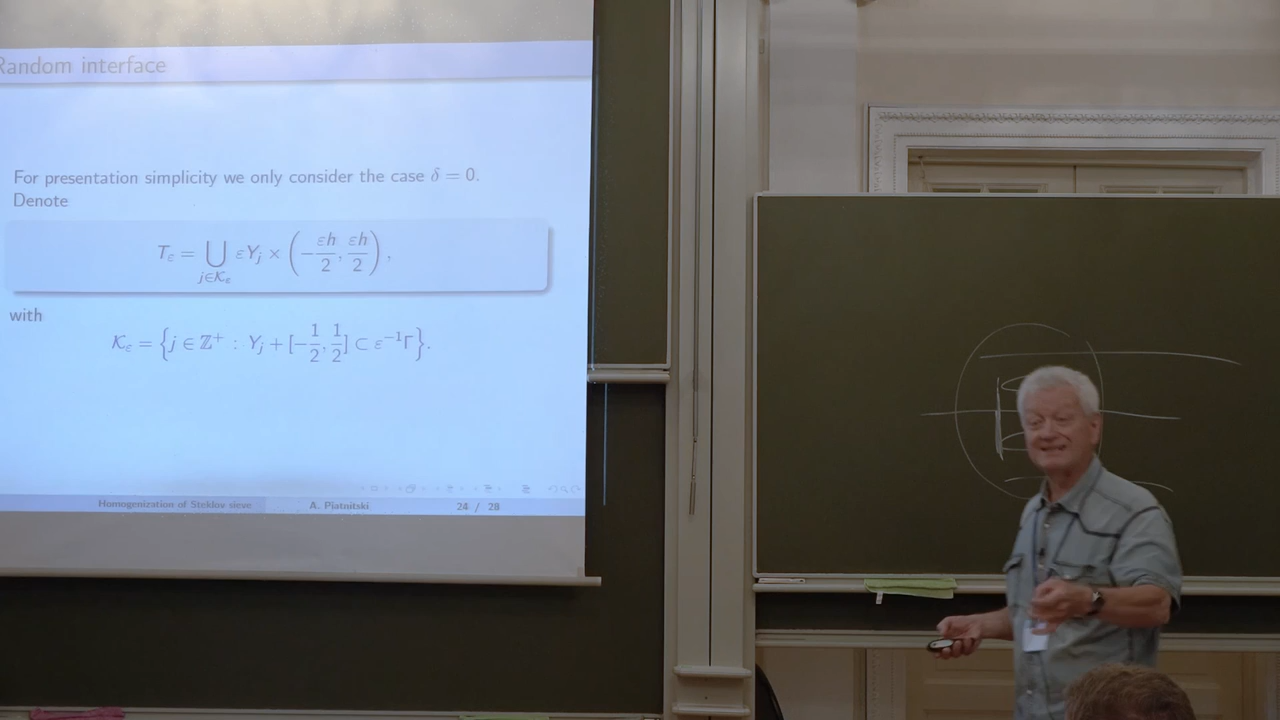 Random interface
For presentation simplicity we only consider the case δ = 0.
Denote
T_ε = ⋃_{j∈𝒦_ε} εY_j × (−εh/2, εh/2),
with
𝒦_ε = {j ∈ ℤ⁺ : Y_j + [−1/2, 1/2] ⊂ ε⁻¹Γ}.
Homogenization of Steklov sieve A. Piatnitski 24 / 28